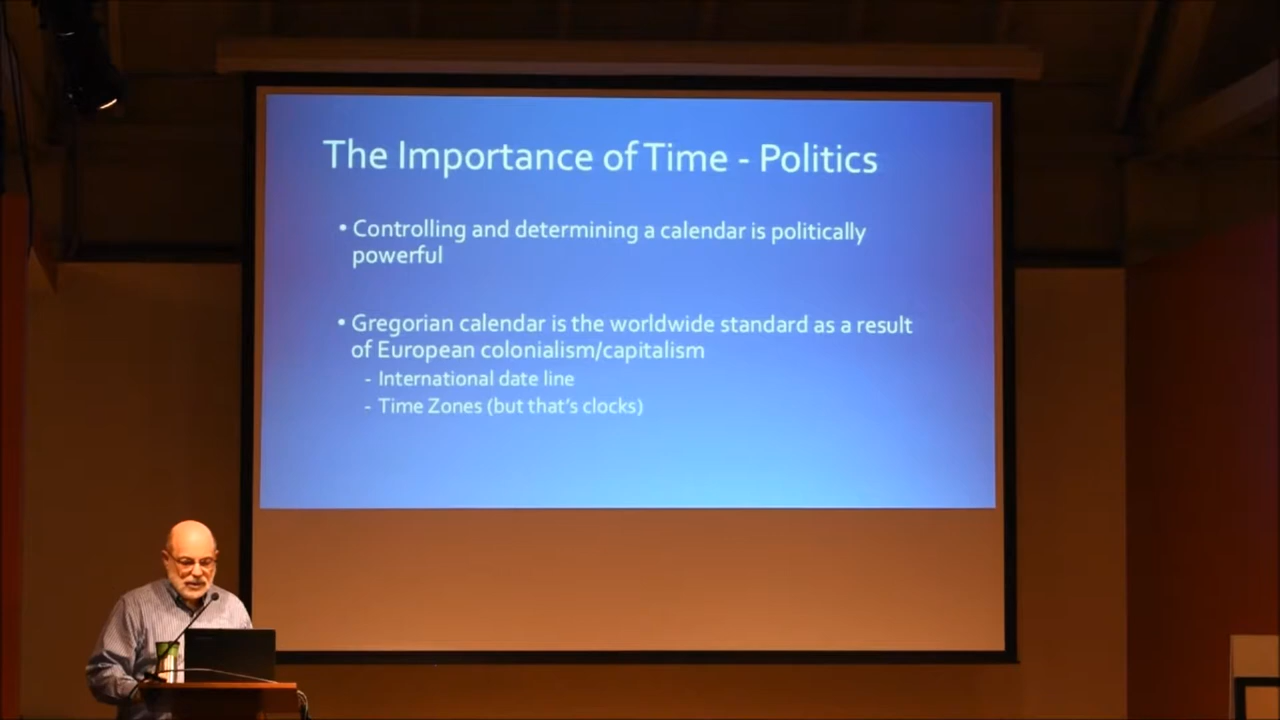 The Importance of Time - Politics
• Controlling and determining a calendar is politically
powerful
• Gregorian calendar is the worldwide standard as a result
of European colonialism/capitalism
- International date line
- Time Zones (but that's clocks)